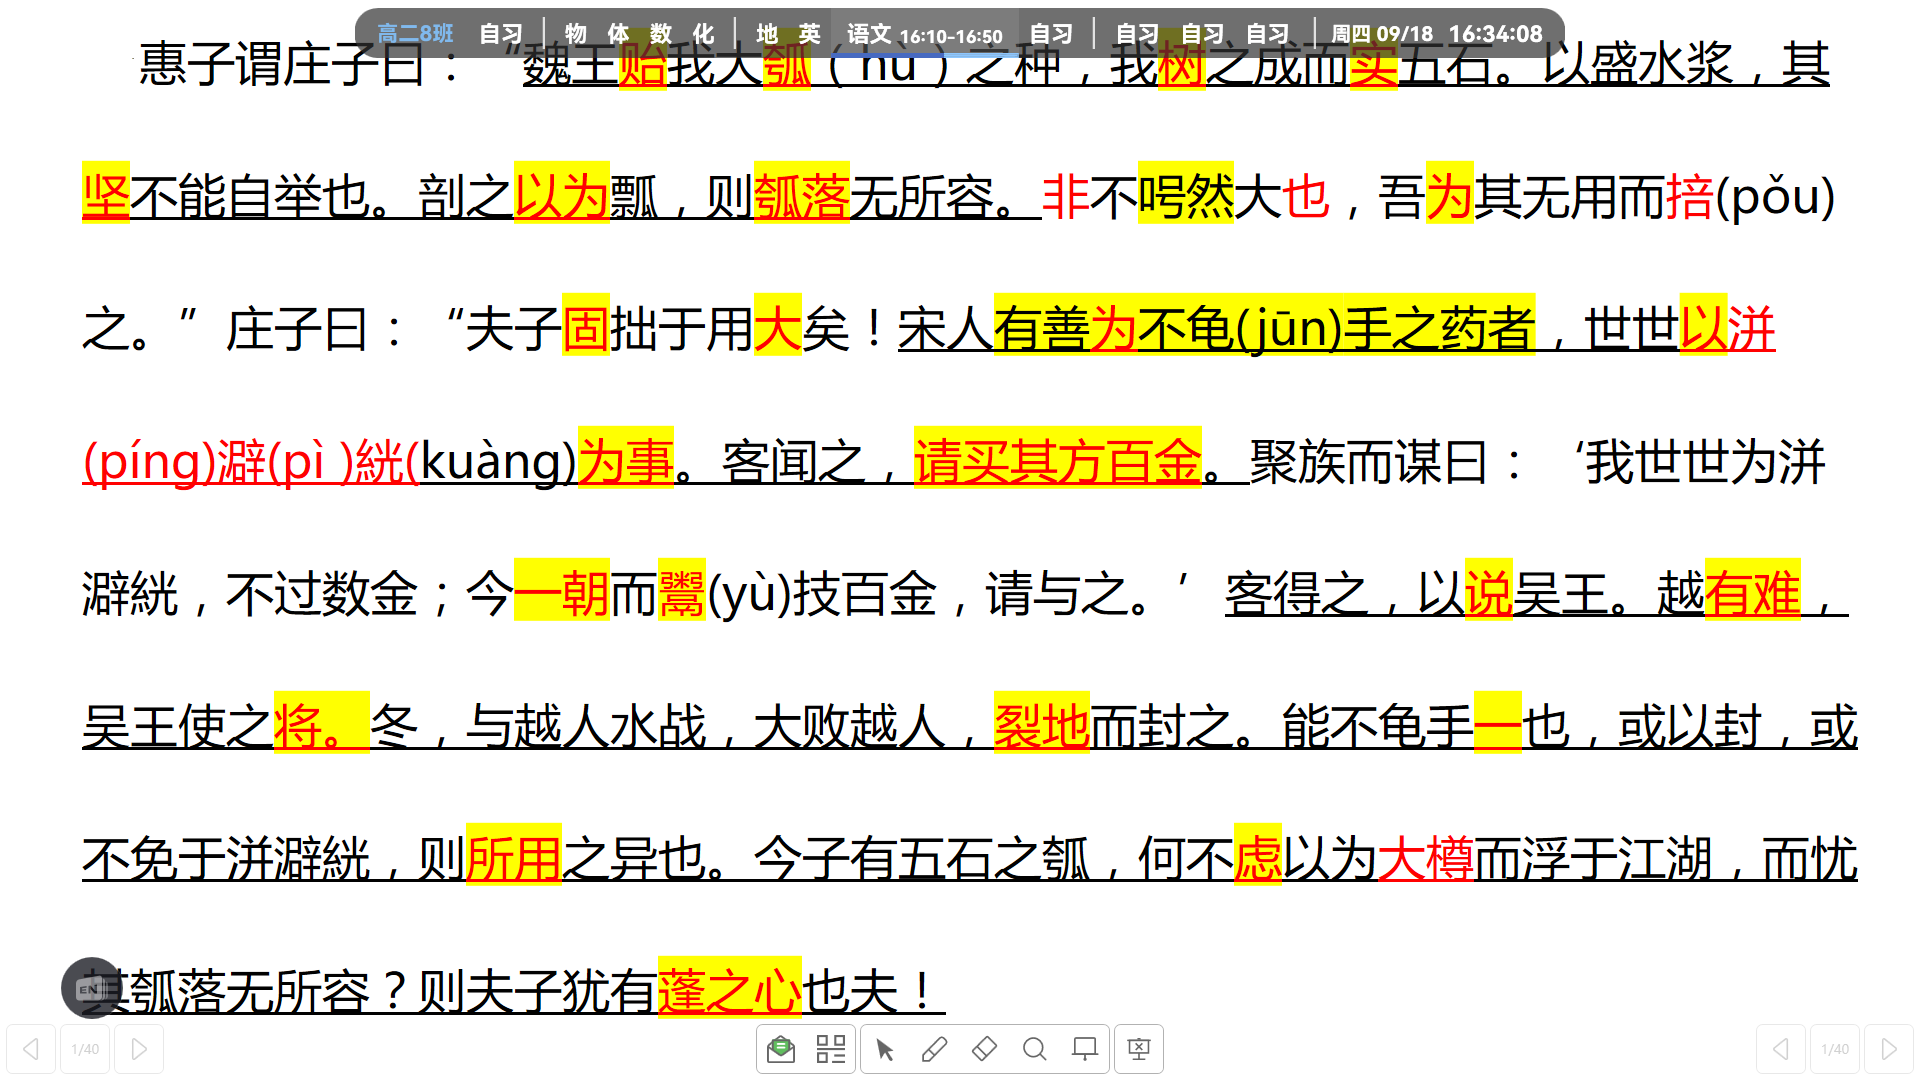 高二8班 自习 | 物 体 数 化 | 地 英 语文 16:10-16:50 自习 | 自习 自习 自习 | 周四 09/18 16:34:08
惠子谓庄子曰：“魏王贻我大瓠（hù）之种，我树之成而实五石。以盛水浆，其
坚不能自举也。剖之以为瓢，则瓠落无所容。非不呺然大也，吾为其无用而掊(pǒu)
之。”庄子曰：“夫子固拙于用大矣！宋人有善为不龟(jūn)手之药者，世世以洴
(píng)澼(pì )絖(kuàng)为事。客闻之，请买其方百金。聚族而谋曰：‘我世世为洴
澼絖，不过数金；今一朝而鬻(yù)技百金，请与之。’客得之，以说吴王。越有难，
吴王使之将。冬，与越人水战，大败越人，裂地而封之。能不龟手一也，或以封，或
不免于洴澼絖，则所用之异也。今子有五石之瓠，何不虑以为大樽而浮于江湖，而忧
其瓠落无所容？则夫子犹有蓬之心也夫！
EN
1/40
1/40